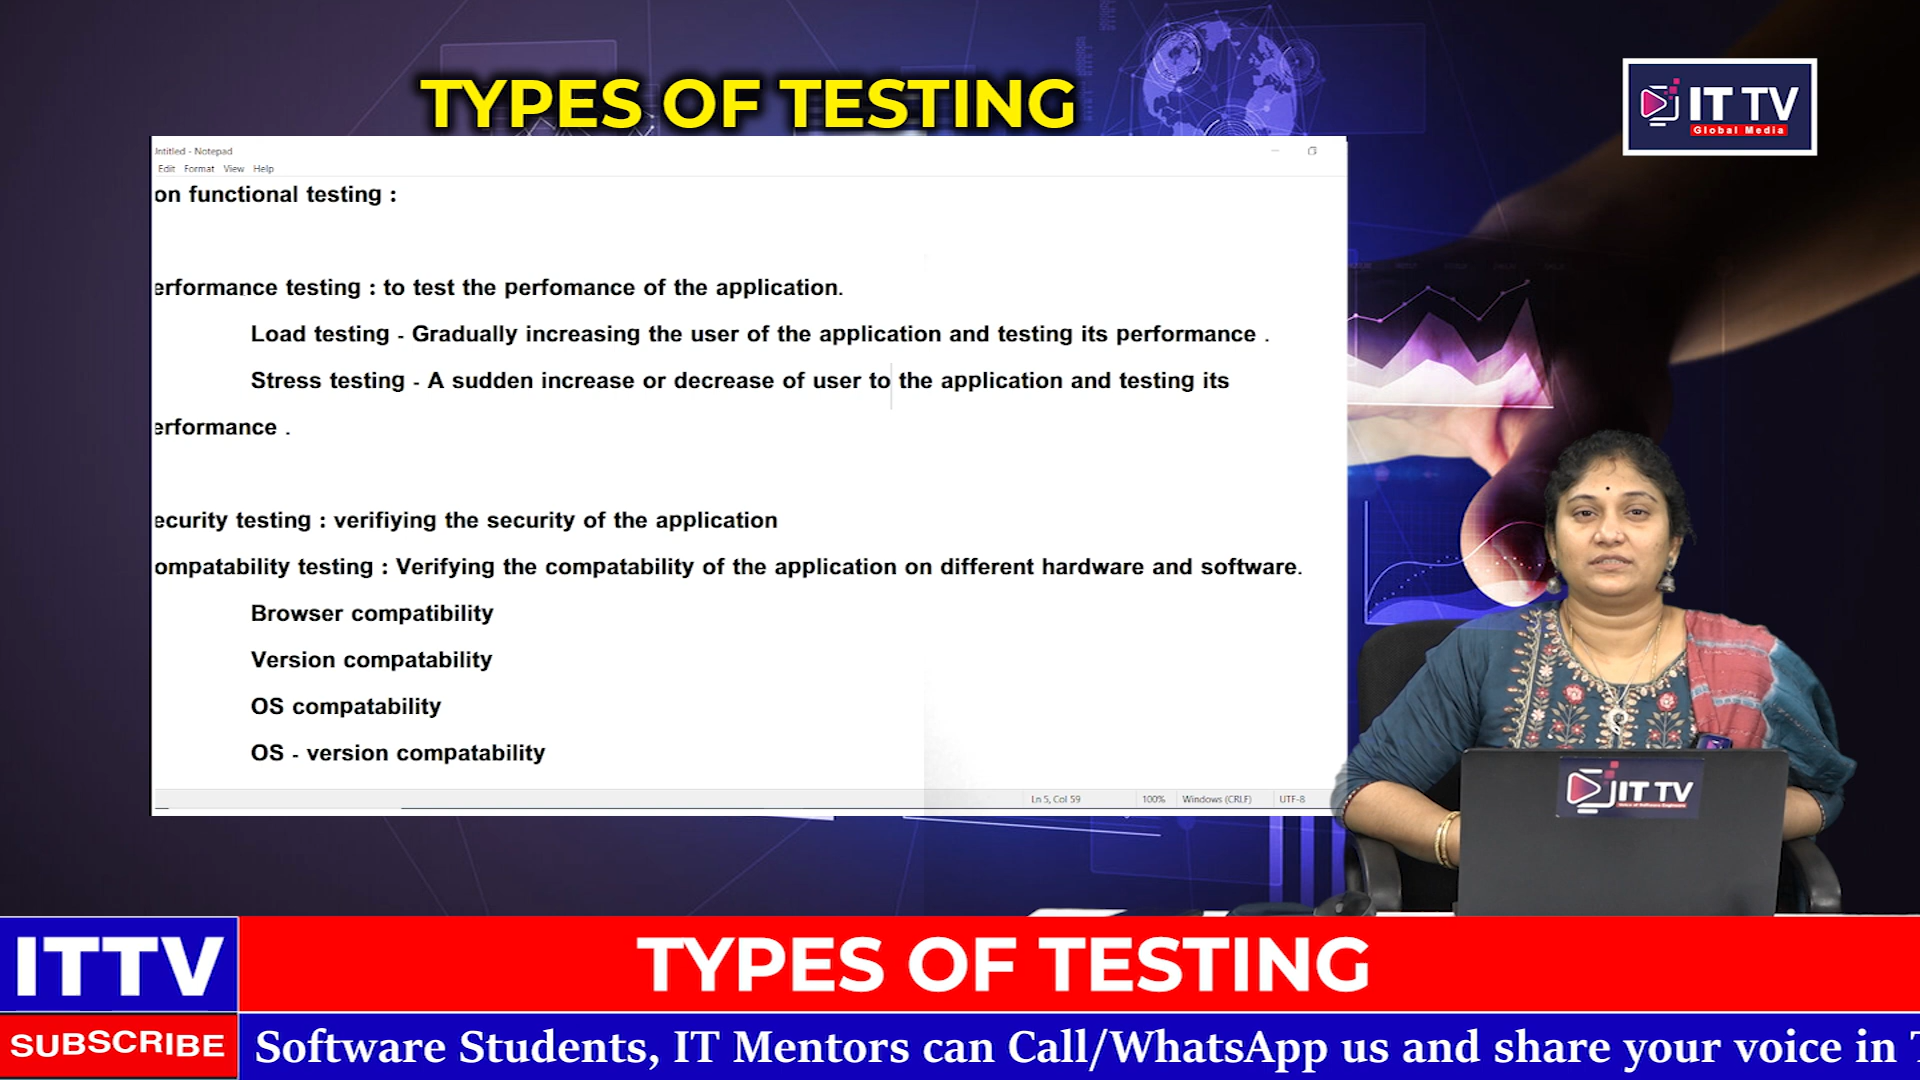 TYPES OF TESTING
IT TV
Global Media
Untitled - Notepad
Edit Format View Help
on functional testing :
erformance testing : to test the perfomance of the application.
Load testing - Gradually increasing the user of the application and testing its performance .
Stress testing - A sudden increase or decrease of user to the application and testing its
erformance .
ecurity testing : verifiying the security of the application
ompatability testing : Verifying the compatability of the application on different hardware and software.
Browser compatibility
Version compatability
OS compatability
OS - version compatability
Ln 5, Col 59 100% Windows (CRLF) UTF-8
IT TV
Voice of Software Engineers
ITTV
TYPES OF TESTING
SUBSCRIBE
Software Students, IT Mentors can Call/WhatsApp us and share your voice in